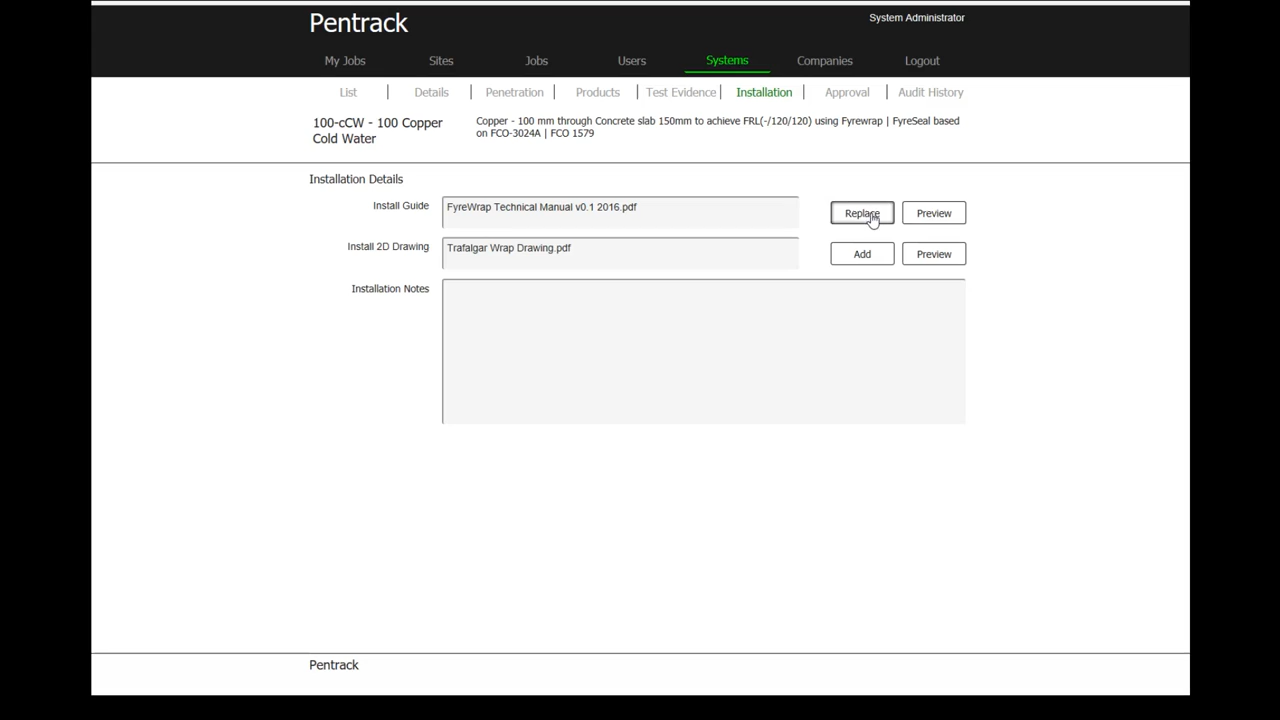 Pentrack
System Administrator
My Jobs Sites Jobs Users Systems Companies Logout
List | Details | Penetration | Products | Test Evidence | Installation | Approval | Audit History
100-cCW - 100 Copper
Cold Water
Copper - 100 mm through Concrete slab 150mm to achieve FRL(-/120/120) using Fyrewrap | FyreSeal based
on FCO-3024A | FCO 1579
Installation Details
Install Guide FyreWrap Technical Manual v0.1 2016.pdf Replace Preview
Install 2D Drawing Trafalgar Wrap Drawing.pdf Add Preview
Installation Notes
Pentrack